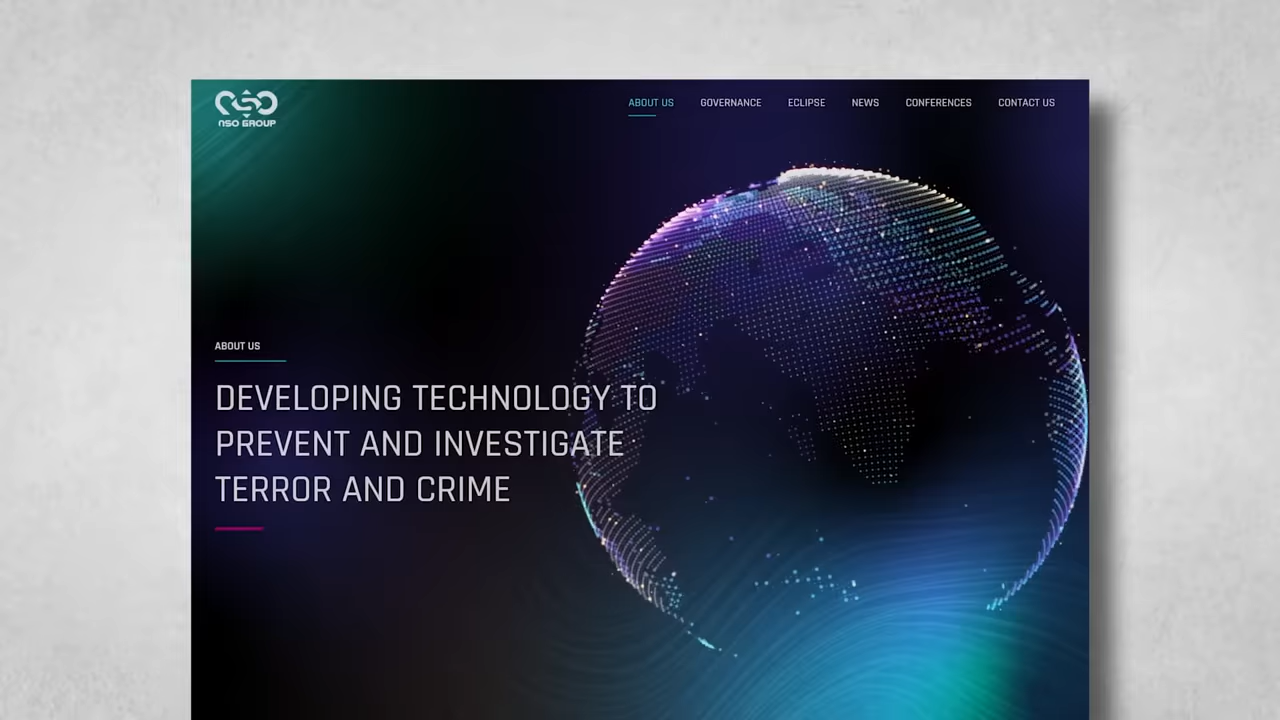 NSO GROUP
ABOUT US GOVERNANCE ECLIPSE NEWS CONFERENCES CONTACT US
ABOUT US
DEVELOPING TECHNOLOGY TO
PREVENT AND INVESTIGATE
TERROR AND CRIME